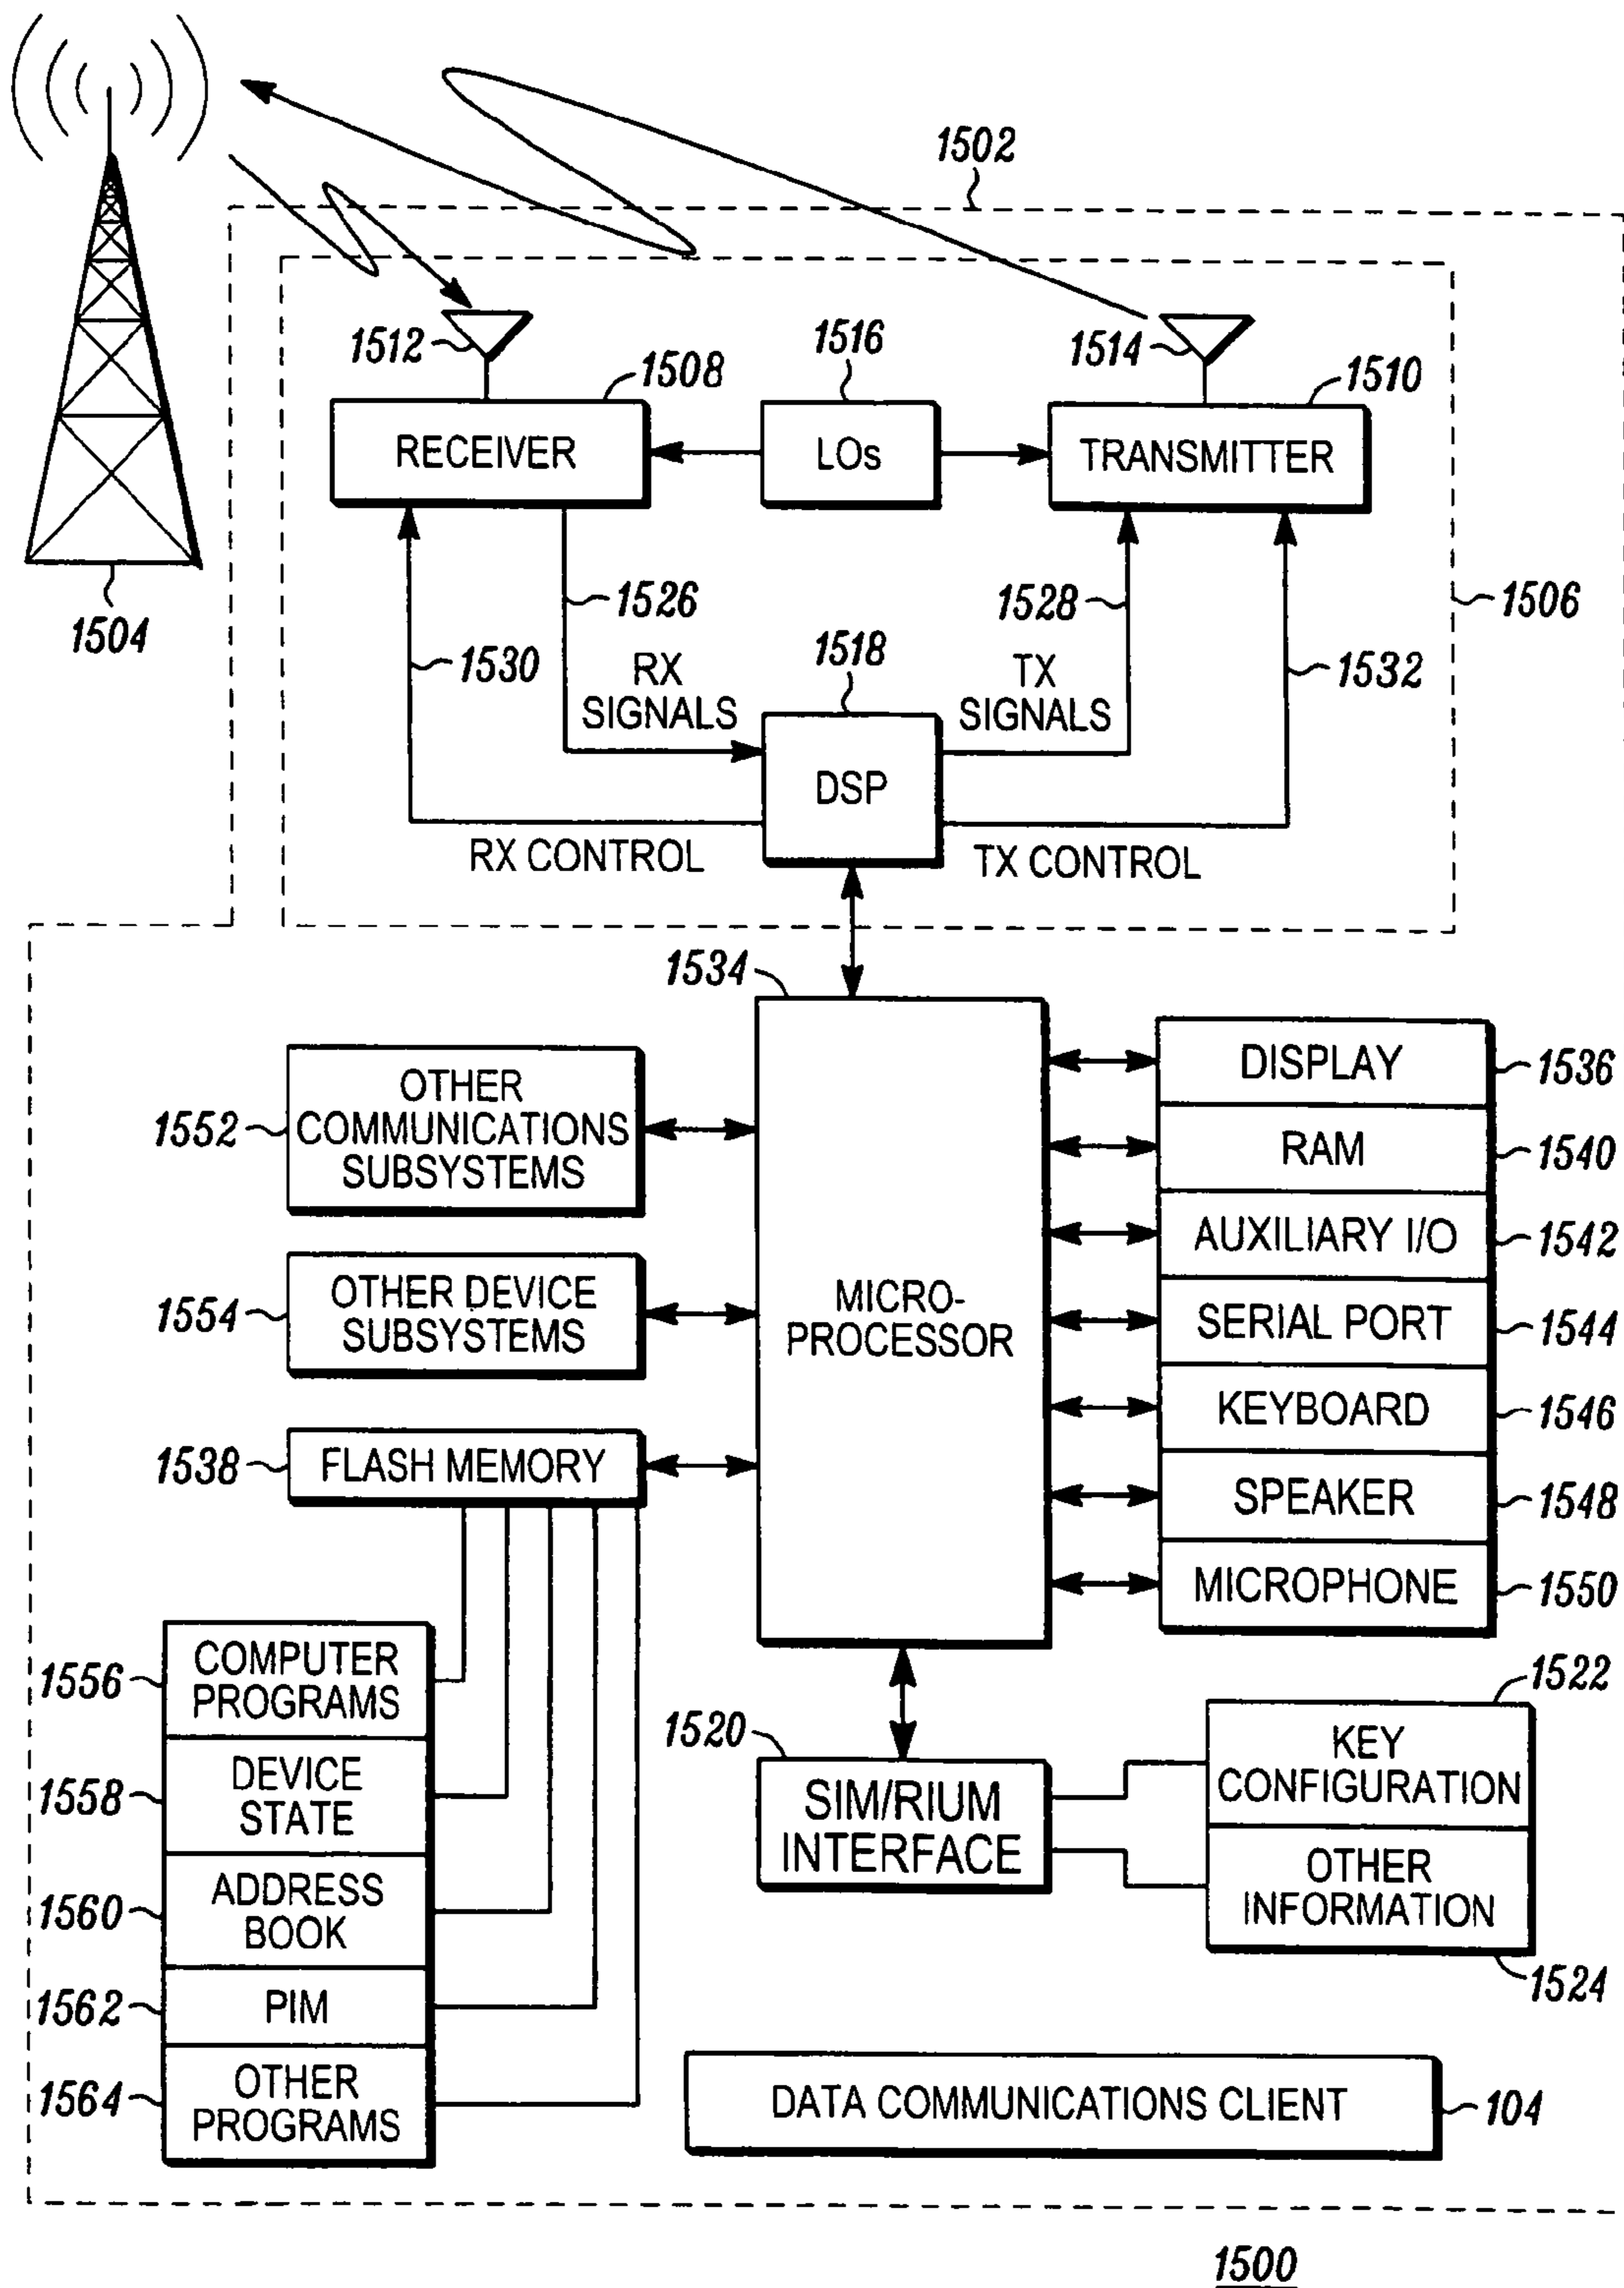 1502
1512
1508
1516
1514
1510
RECEIVER
LOs
TRANSMITTER
1504
1526
1528
1506
1530
RX
SIGNALS
1518
TX
SIGNALS
1532
DSP
RX CONTROL
TX CONTROL
1534
OTHER
COMMUNICATIONS
SUBSYSTEMS
1552
OTHER DEVICE
SUBSYSTEMS
1554
FLASH MEMORY
1538
MICRO-
PROCESSOR
DISPLAY
1536
RAM
1540
AUXILIARY I/O
1542
SERIAL PORT
1544
KEYBOARD
1546
SPEAKER
1548
MICROPHONE
1550
1556
COMPUTER
PROGRAMS
1558
DEVICE
STATE
1560
ADDRESS
BOOK
1562
PIM
1564
OTHER
PROGRAMS
1520
SIM/RIUM
INTERFACE
1522
KEY
CONFIGURATION
OTHER
INFORMATION
1524
DATA COMMUNICATIONS CLIENT
104
1500